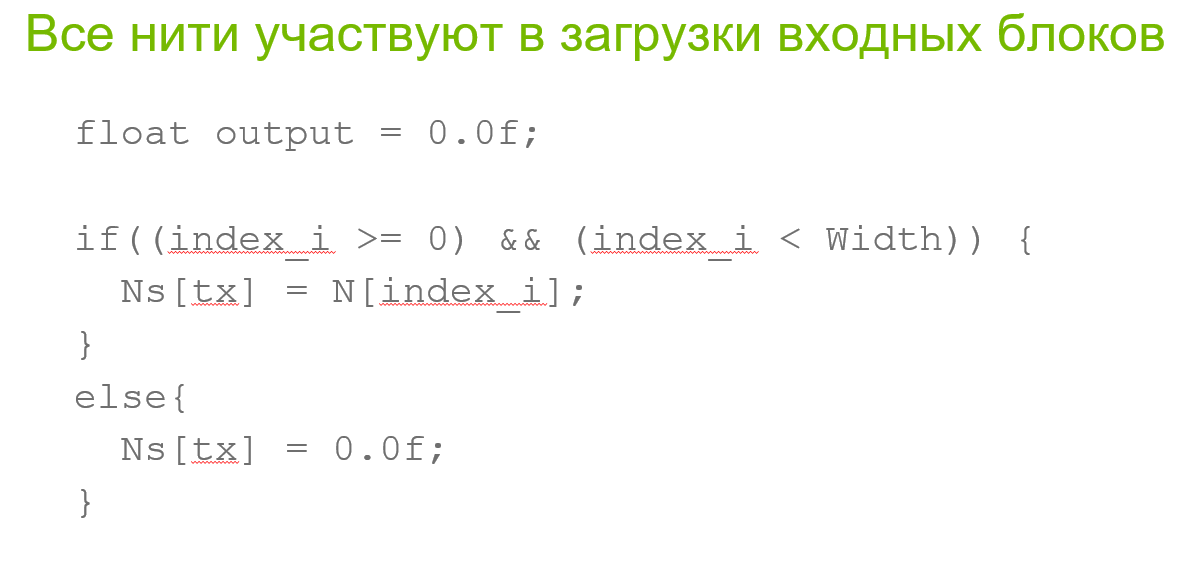 Все нити участвуют в загрузки входных блоков
float output = 0.0f;
if((index_i >= 0) && (index_i < Width)) {
Ns[tx] = N[index_i];
}
else{
Ns[tx] = 0.0f;
}